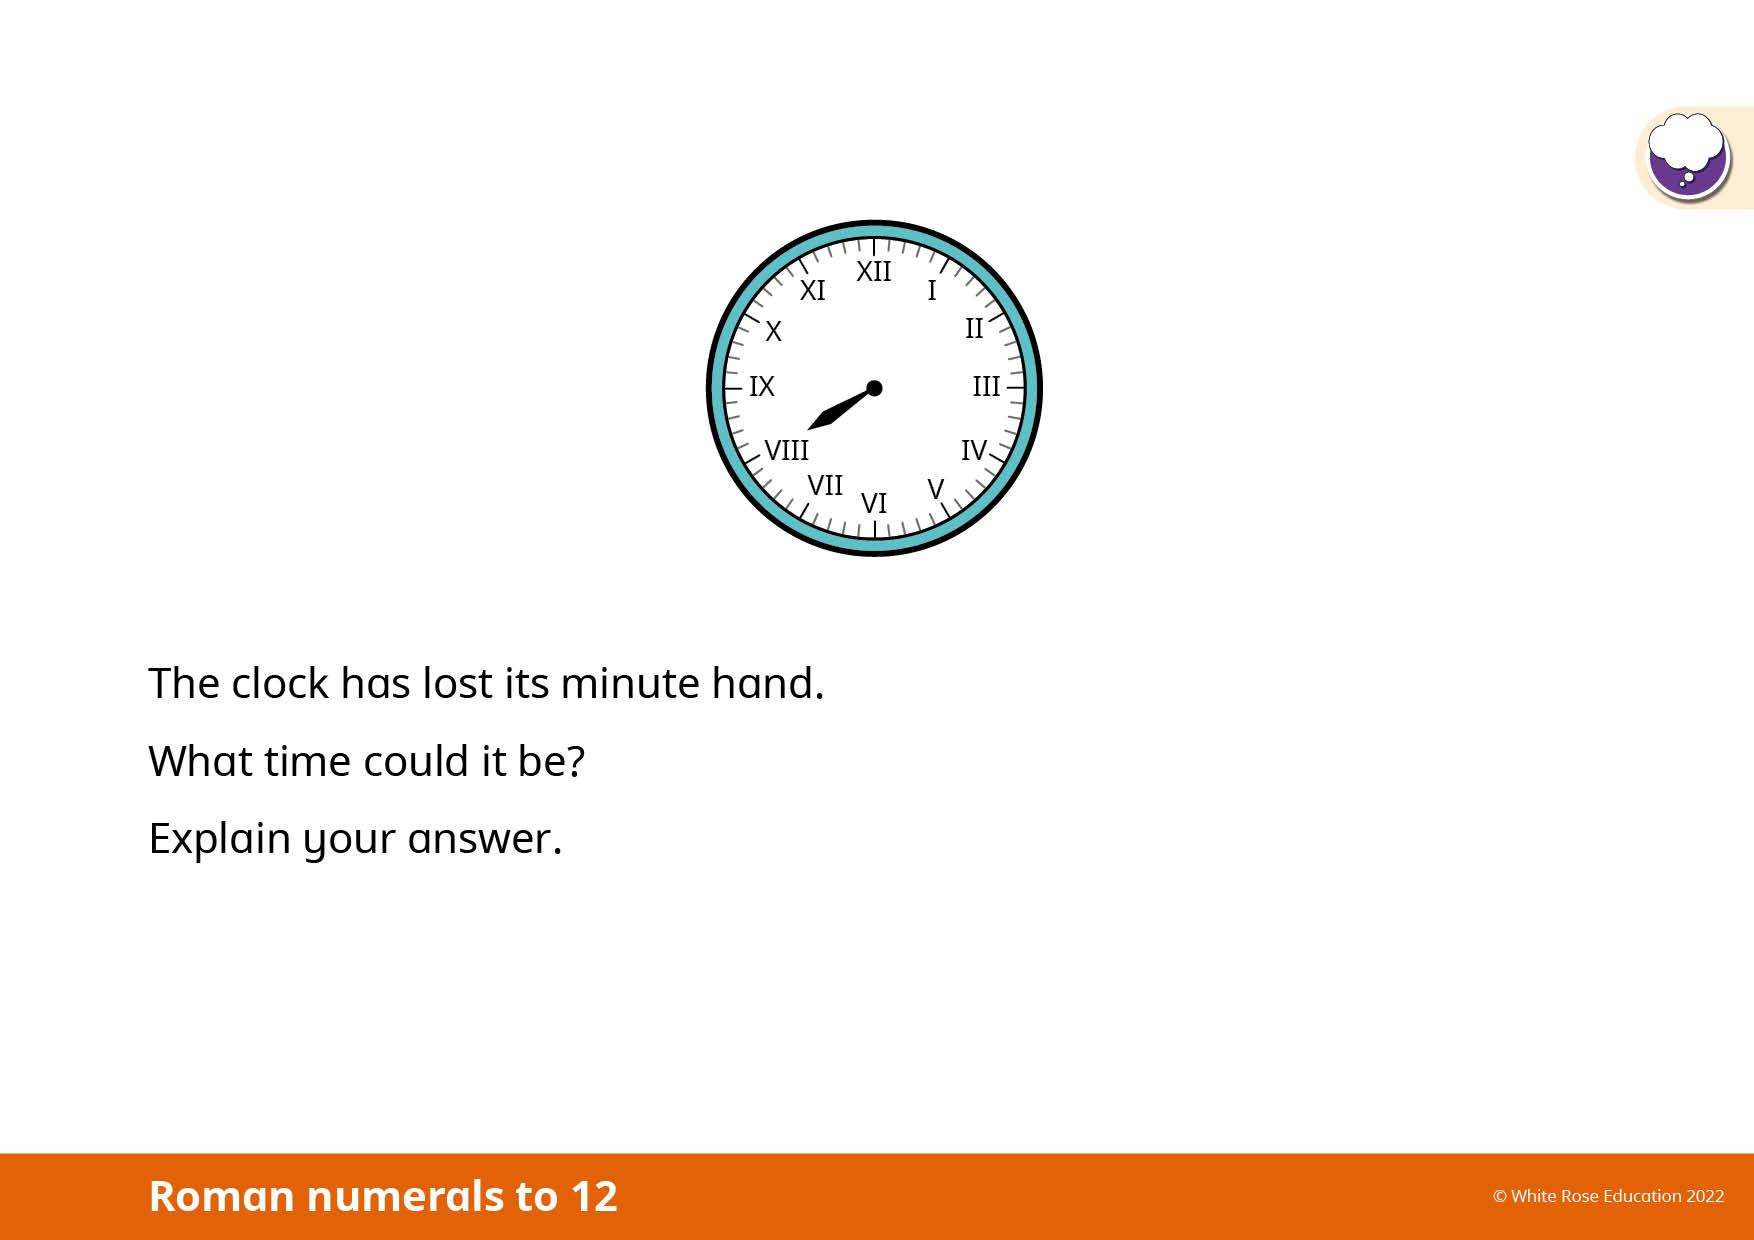 XII
XI
I
X
II
IX
III
VIII
IV
VII
V
VI
The clock has lost its minute hand.
What time could it be?
Explain your answer.
Roman numerals to 12
© White Rose Education 2022